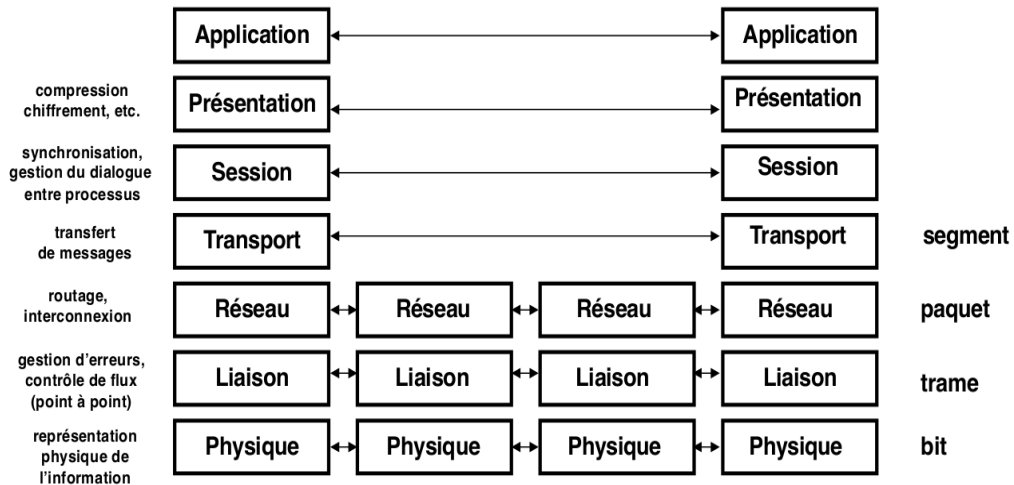 Application Application
compression
chiffrement, etc.
Présentation Présentation
synchronisation,
gestion du dialogue
entre processus
Session Session
transfert
de messages
Transport Transport segment
routage,
interconnexion
Réseau Réseau Réseau Réseau paquet
gestion d'erreurs,
contrôle de flux
(point à point)
Liaison Liaison Liaison Liaison trame
représentation
physique de
l'information
Physique Physique Physique Physique bit